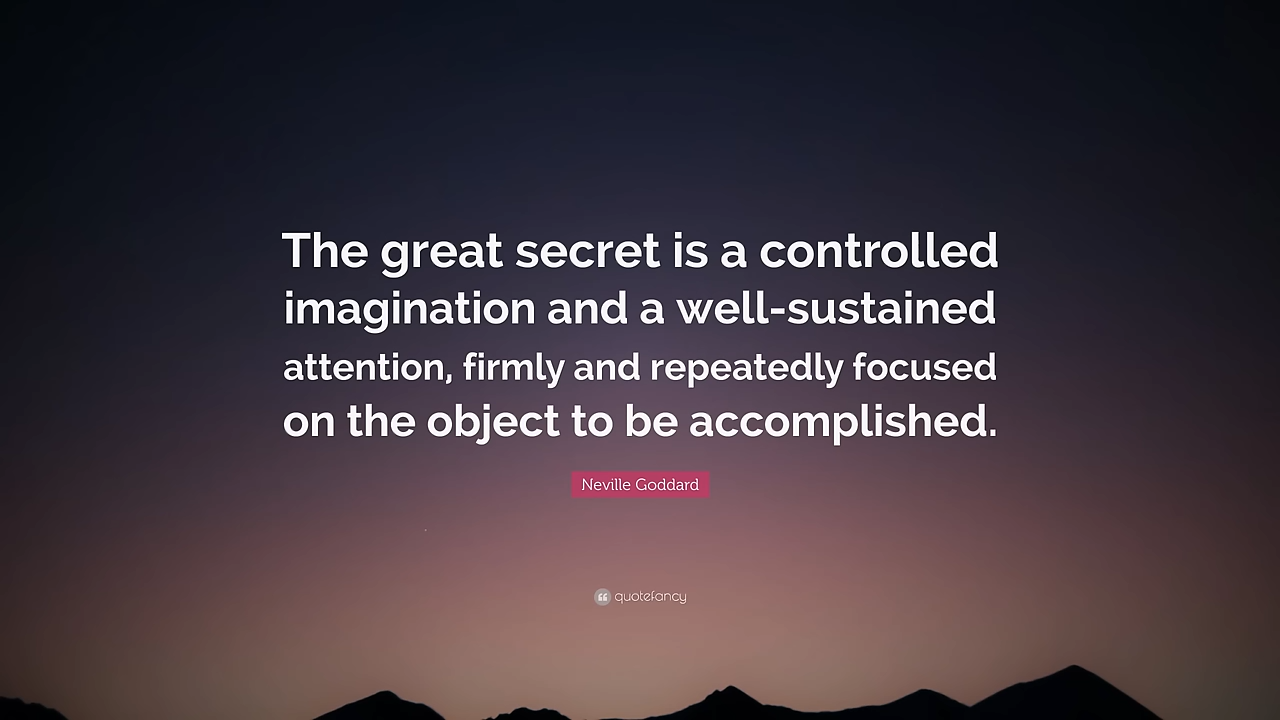 The great secret is a controlled
imagination and a well-sustained
attention, firmly and repeatedly focused
on the object to be accomplished.
Neville Goddard
quotefancy